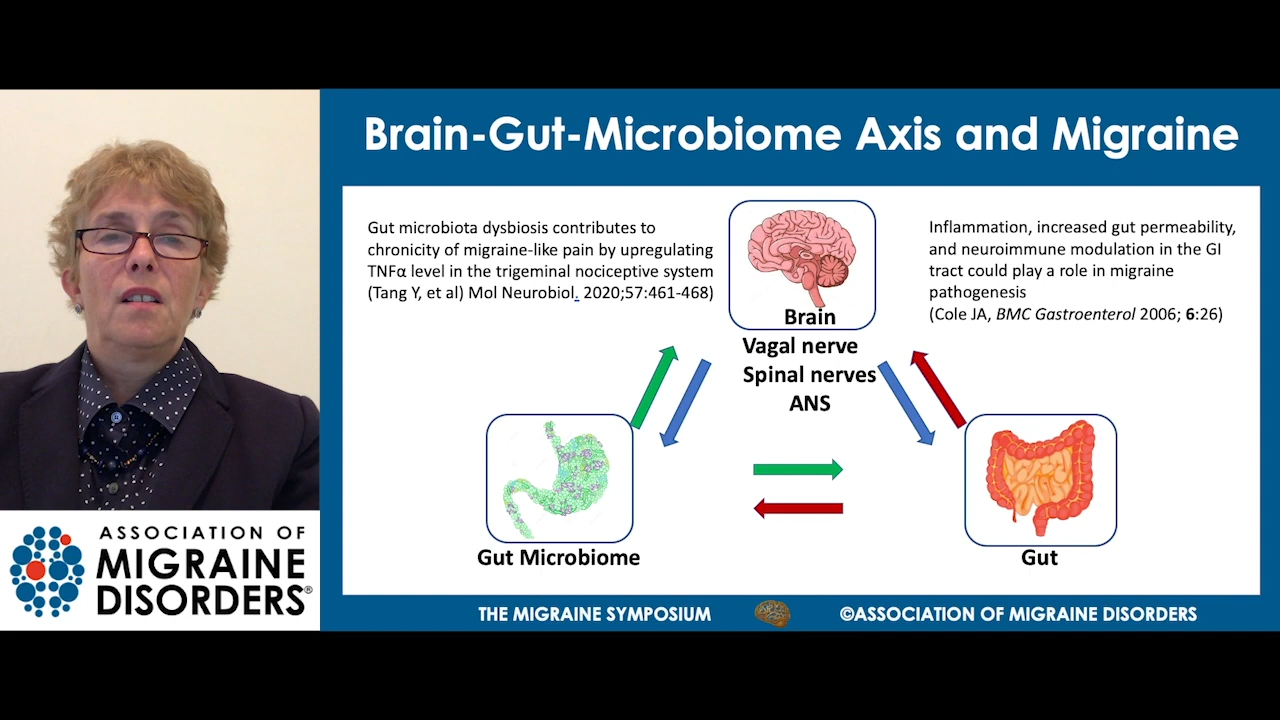 Brain-Gut-Microbiome Axis and Migraine
Gut microbiota dysbiosis contributes to
chronicity of migraine-like pain by upregulating
TNFα level in the trigeminal nociceptive system
(Tang Y, et al) Mol Neurobiol. 2020;57:461-468)
Inflammation, increased gut permeability,
and neuroimmune modulation in the GI
tract could play a role in migraine
pathogenesis
(Cole JA, BMC Gastroenterol 2006; 6:26)
Brain
Vagal nerve
Spinal nerves
ANS
Gut Microbiome
Gut
ASSOCIATION OF
MIGRAINE
DISORDERS®
THE MIGRAINE SYMPOSIUM
©ASSOCIATION OF MIGRAINE DISORDERS